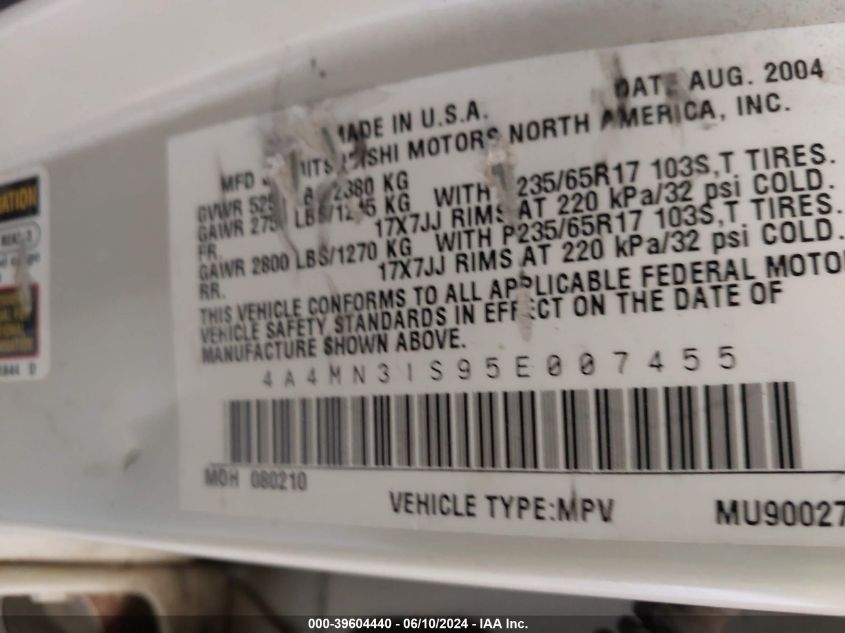 MADE IN U.S.A. DATE AUG. 2004
MFD MITSUBISHI MOTORS NORTH AMERICA, INC.
GVWR 2380 KG
GAWR LBS/ KG WITH P235/65R17 103S,T TIRES.
FR. 17X7JJ RIMS AT 220 kPa/32 psi COLD.
GAWR 2800 LBS/1270 KG WITH P235/65R17 103S,T TIRES.
RR. 17X7JJ RIMS AT 220 kPa/32 psi COLD.
THIS VEHICLE CONFORMS TO ALL APPLICABLE FEDERAL MOTO
VEHICLE SAFETY STANDARDS IN EFFECT ON THE DATE OF
MANUFACTURE SHOWN ABOVE.
4A4MN31S95E007455
MOH 080210
VEHICLE TYPE:MPV MU90027
000-39604440 - 06/10/2024 - IAA Inc.